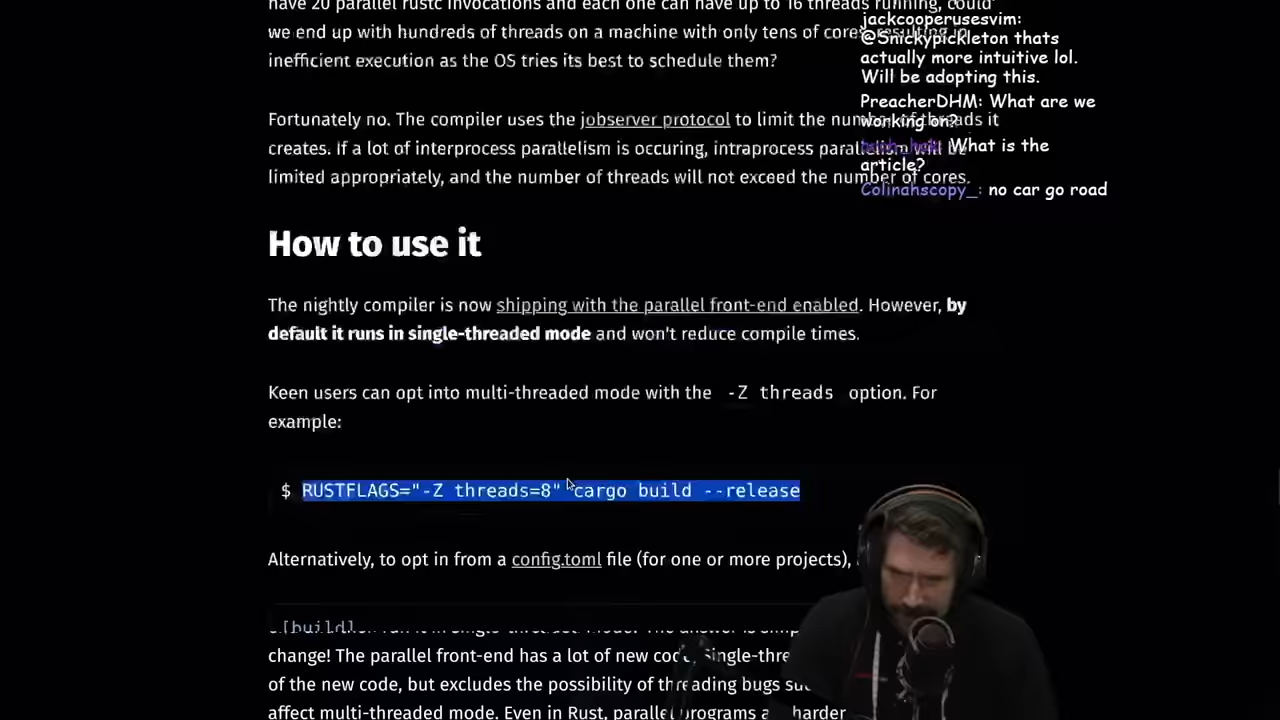 have 20 parallel rustc invocations and each one can have up to 16 threads running, could
we end up with hundreds of threads on a machine with only tens of cores, resulting in
inefficient execution as the OS tries its best to schedule them?
Fortunately no. The compiler uses the jobserver protocol to limit the number of threads it
creates. If a lot of interprocess parallelism is occuring, intraprocess parallelism will be
limited appropriately, and the number of threads will not exceed the number of cores.
How to use it
The nightly compiler is now shipping with the parallel front-end enabled. However, by
default it runs in single-threaded mode and won't reduce compile times.
Keen users can opt into multi-threaded mode with the -Z threads option. For
example:
$ RUSTFLAGS="-Z threads=8" cargo build --release
Alternatively, to opt in from a config.toml file (for one or more projects),
[build]
change! The parallel front-end has a lot of new code. Single-thre
of the new code, but excludes the possibility of threading bugs suc
affect multi-threaded mode. Even in Rust, parallel programs a harder
jackcooperusesvim:
@Snickypickleton thats
actually more intuitive lol.
Will be adopting this.
PreacherDHM: What are we
working on?
What is the
article?
Colinahscopy_: no car go road